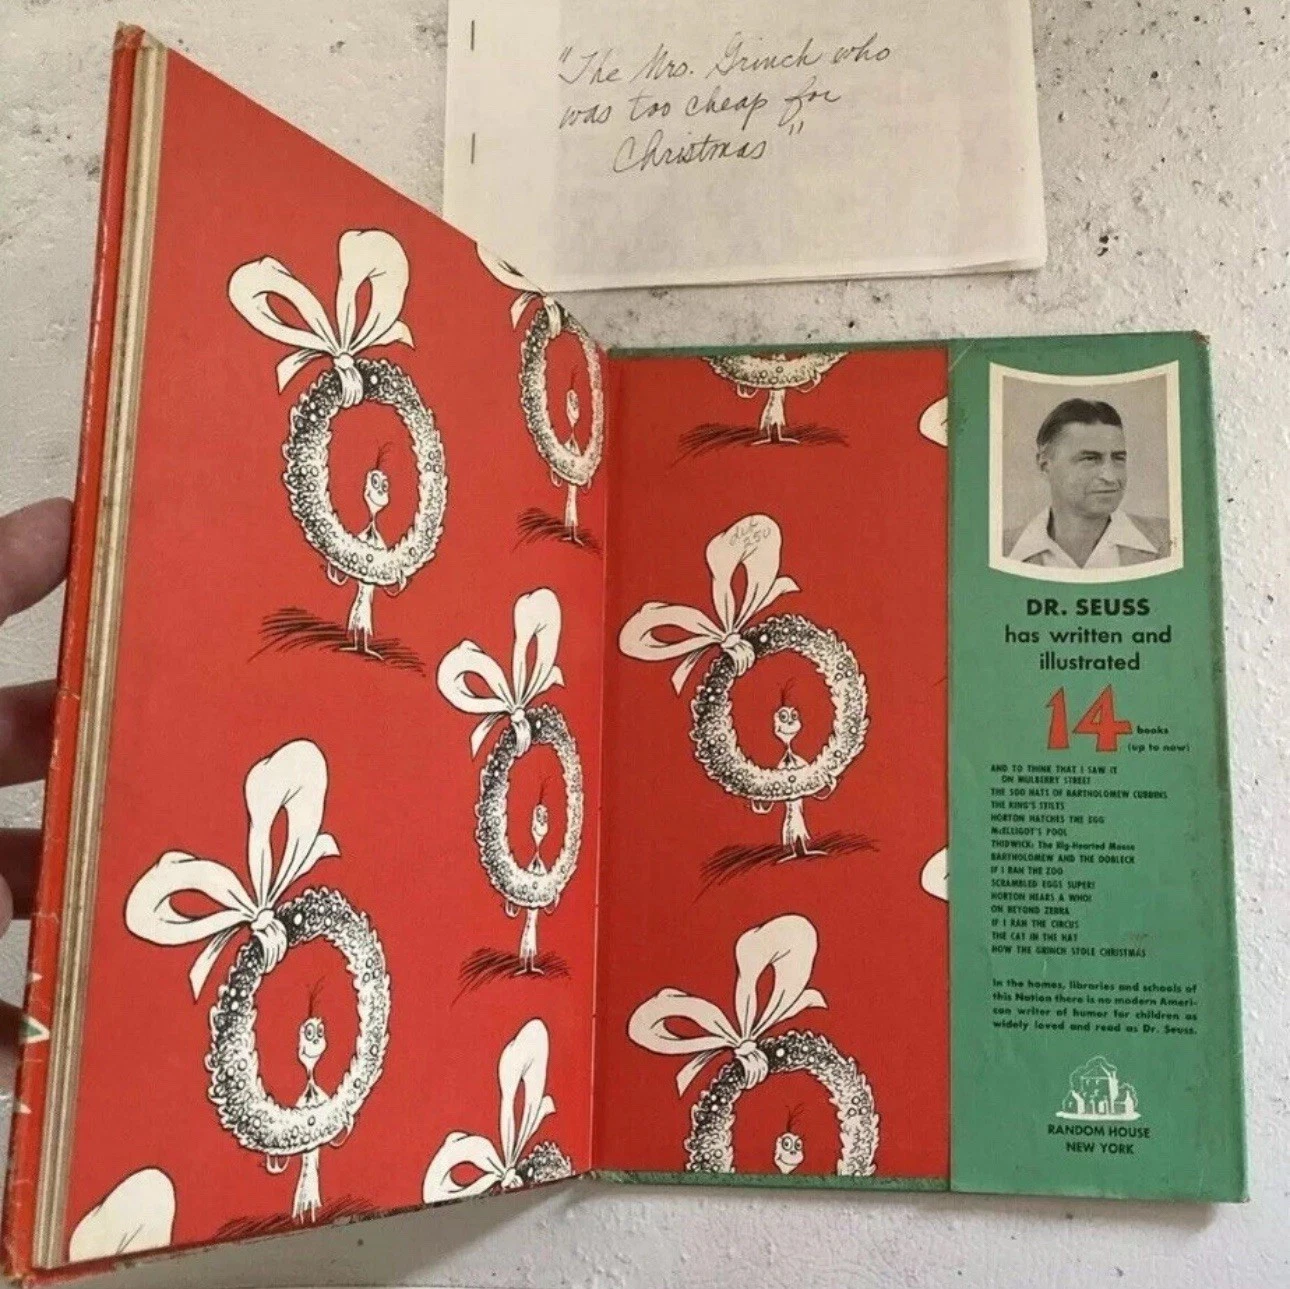 "The Mrs. Grinch who
was too cheap for
Christmas"
250
DR. SEUSS
has written and
illustrated
14 books
(up to now)
AND TO THINK THAT I SAW IT
ON MULBERRY STREET
THE 500 HATS OF BARTHOLOMEW CUBBINS
THE KING'S STILTS
HORTON HATCHES THE EGG
McELLIGOT'S POOL
THIDWICK: The Big-Hearted Moose
BARTHOLOMEW AND THE OOBLECK
IF I RAN THE ZOO
SCRAMBLED EGGS SUPER!
HORTON HEARS A WHO!
ON BEYOND ZEBRA
IF I RAN THE CIRCUS
THE CAT IN THE HAT
HOW THE GRINCH STOLE CHRISTMAS
In the homes, libraries and schools of
this Nation there is no modern Ameri-
can writer of humor for children as
widely loved and read as Dr. Seuss.
RANDOM HOUSE
NEW YORK